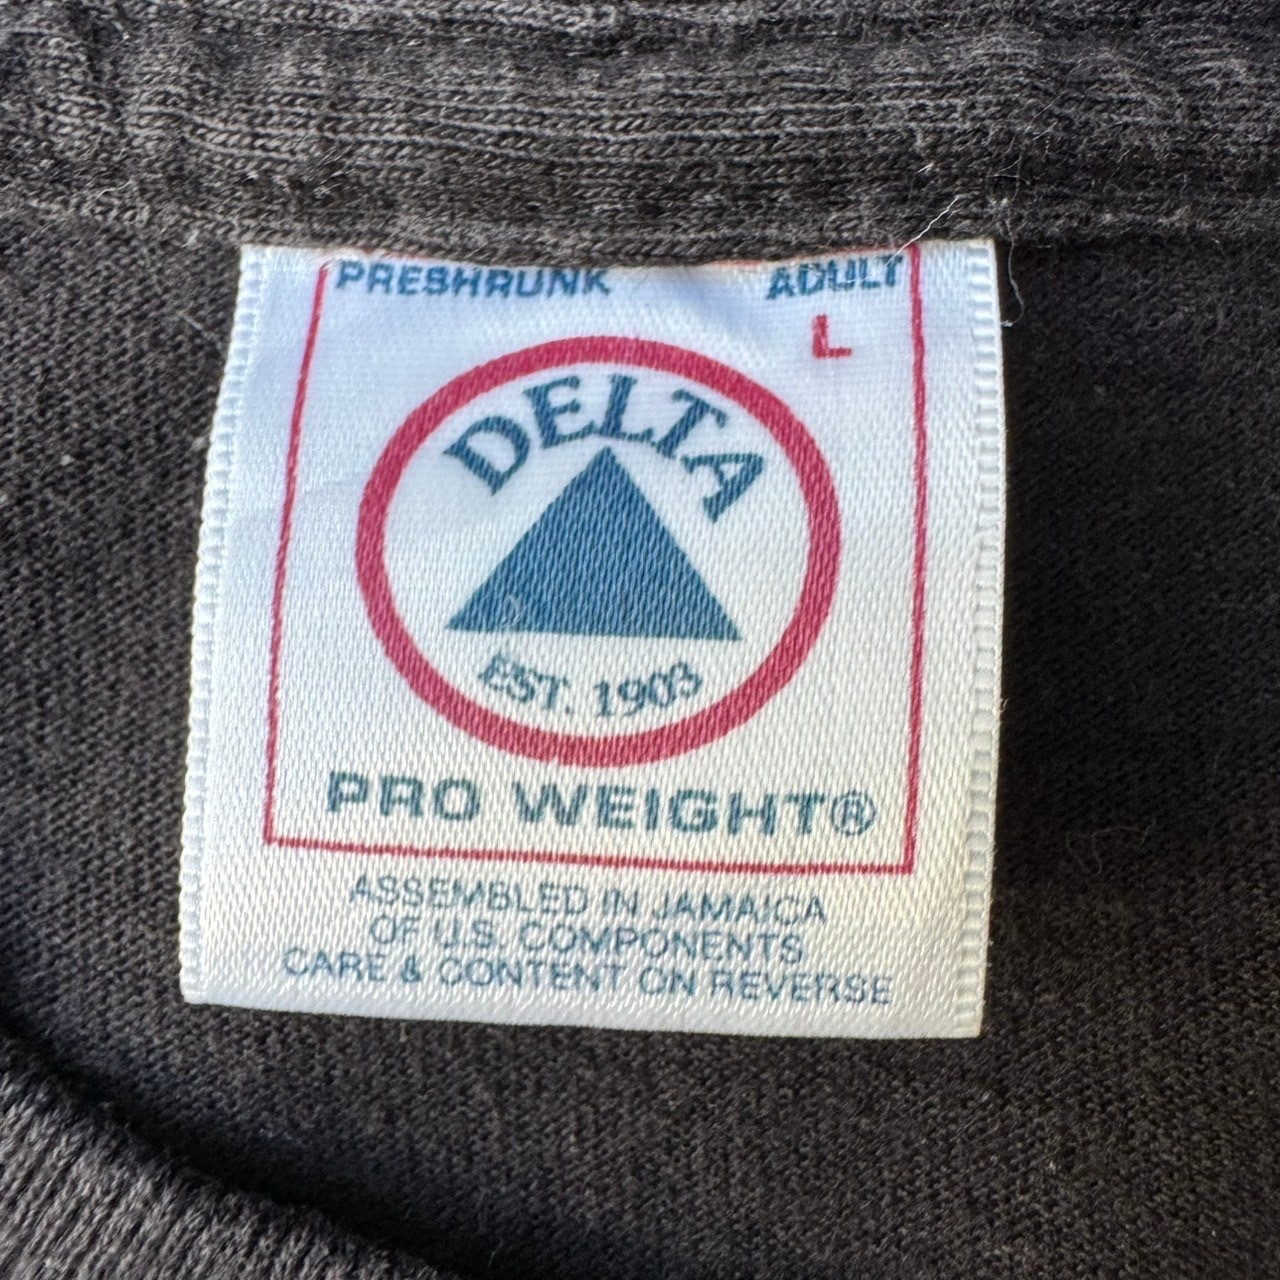 PRESHRUNK ADULT
L
DELTA
EST. 1903
PRO WEIGHT®
ASSEMBLED IN JAMAICA
OF U.S. COMPONENTS
CARE & CONTENT ON REVERSE